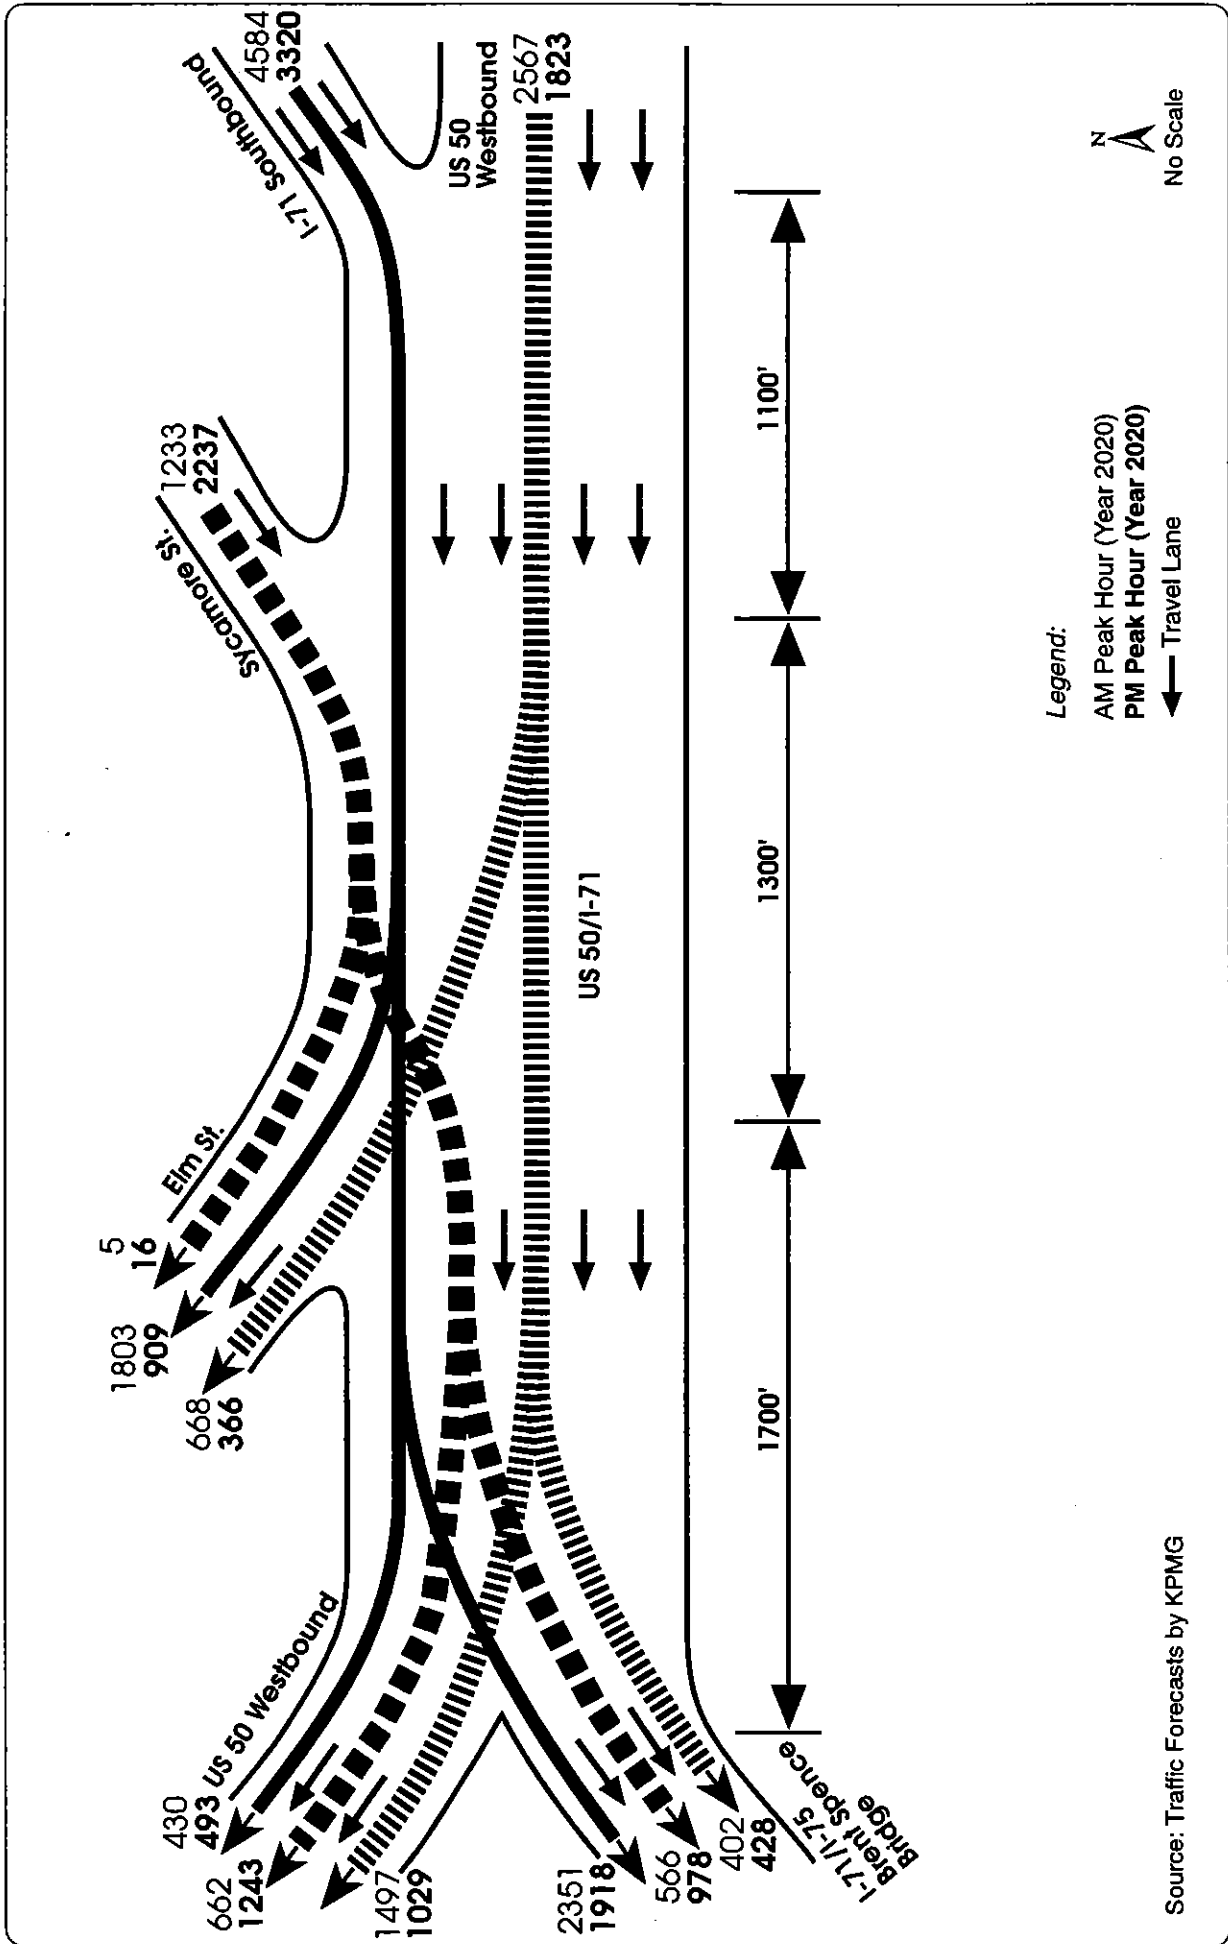 I-71 Southbound
4584
3320
US 50
Westbound
2567
1823
Sycamore St.
1233
2237
Elm St.
5
16
1803
909
668
366
US 50/I-71
US 50 Westbound
430
493
662
1243
1497
1029
2351
1918
566
978
402
428
I-71/I-75
Brent Spence
Bridge
1700'
1300'
1100'
N
No Scale
Legend:
AM Peak Hour (Year 2020)
PM Peak Hour (Year 2020)
Travel Lane
Source: Traffic Forecasts by KPMG